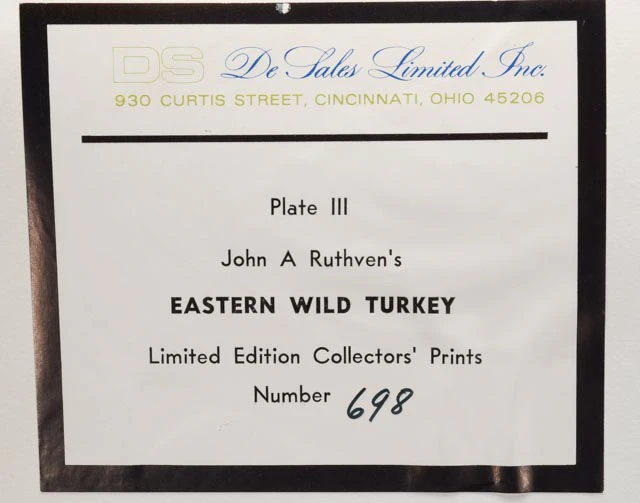 DS De Sales Limited Inc.
930 CURTIS STREET, CINCINNATI, OHIO 45206
Plate III
John A Ruthven's
EASTERN WILD TURKEY
Limited Edition Collectors' Prints
Number 698